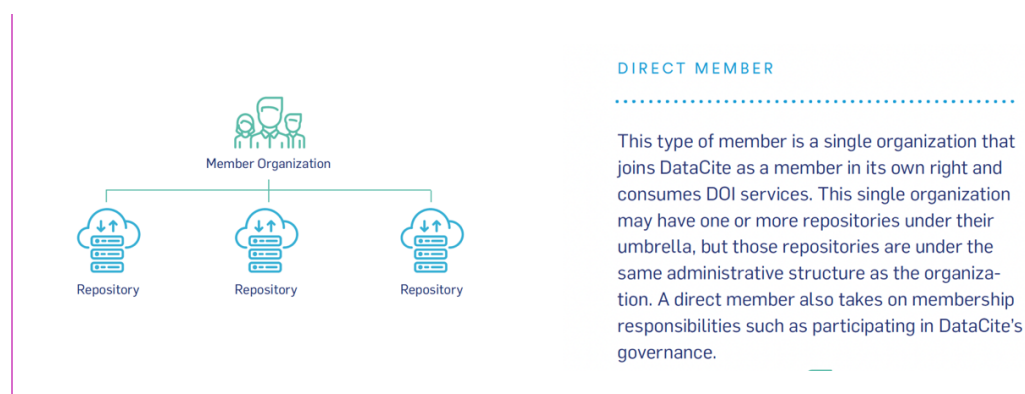 Member Organization
Repository
Repository
Repository
DIRECT MEMBER
This type of member is a single organization that
joins DataCite as a member in its own right and
consumes DOI services. This single organization
may have one or more repositories under their
umbrella, but those repositories are under the
same administrative structure as the organiza-
tion. A direct member also takes on membership
responsibilities such as participating in DataCite's
governance.